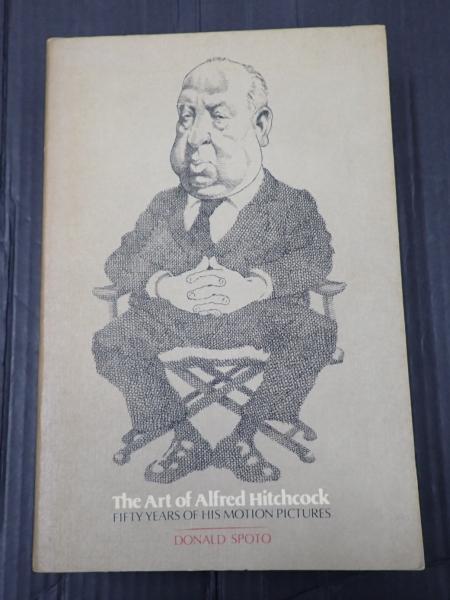 The Art of Alfred Hitchcock
FIFTY YEARS OF HIS MOTION PICTURES
DONALD SPOTO